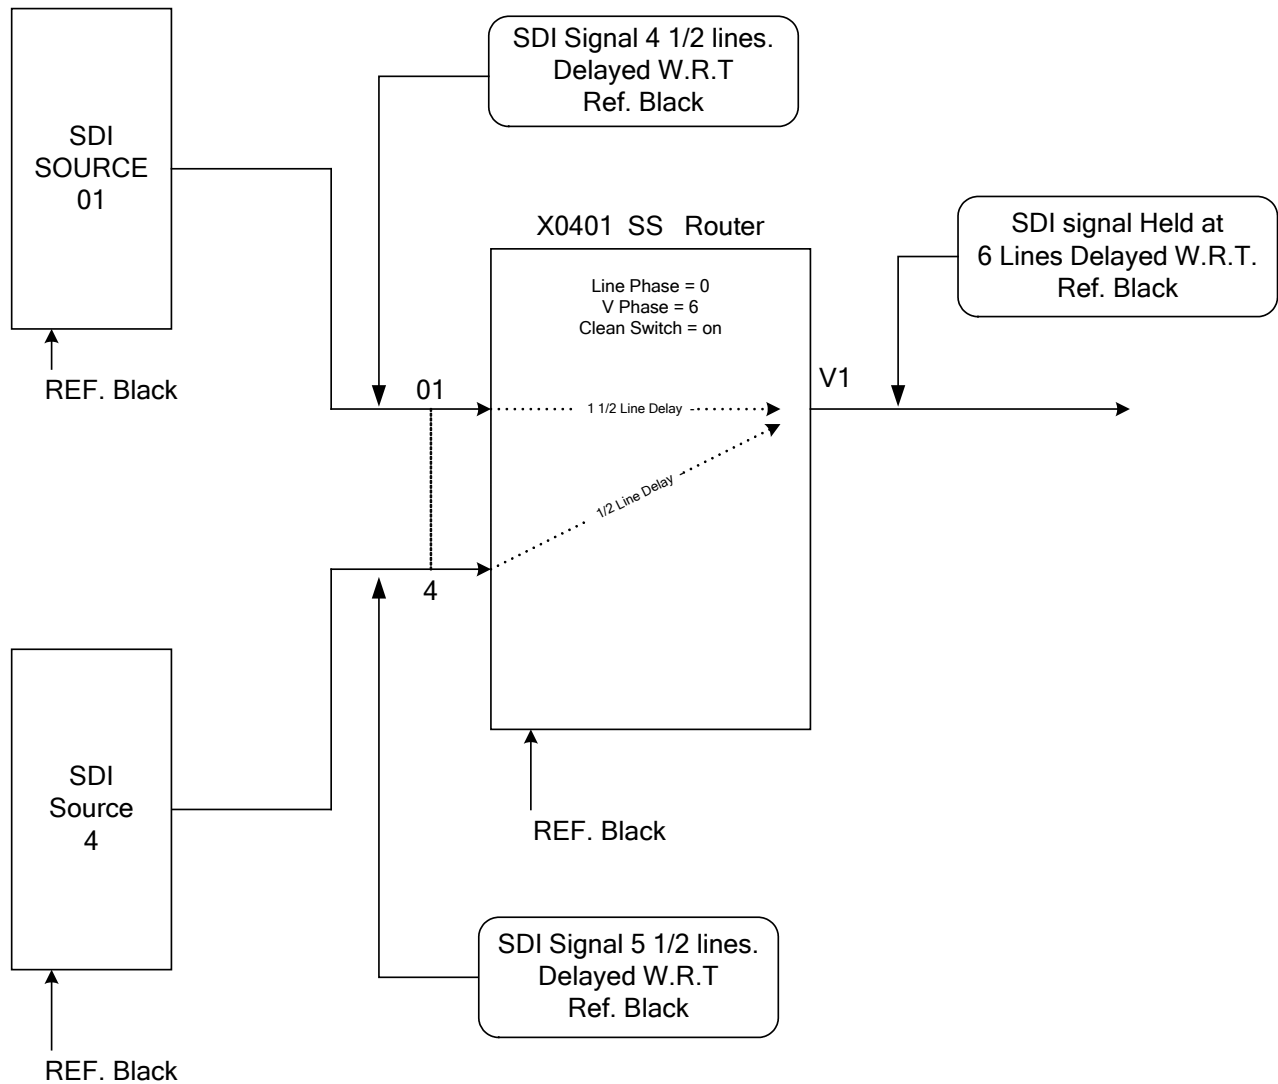 SDI
SOURCE
01
REF. Black
SDI Signal 4 1/2 lines.
Delayed W.R.T
Ref. Black
X0401 SS Router
Line Phase = 0
V Phase = 6
Clean Switch = on
01
1 1/2 Line Delay
1/2 Line Delay
4
V1
SDI signal Held at
6 Lines Delayed W.R.T.
Ref. Black
SDI
Source
4
REF. Black
REF. Black
SDI Signal 5 1/2 lines.
Delayed W.R.T
Ref. Black